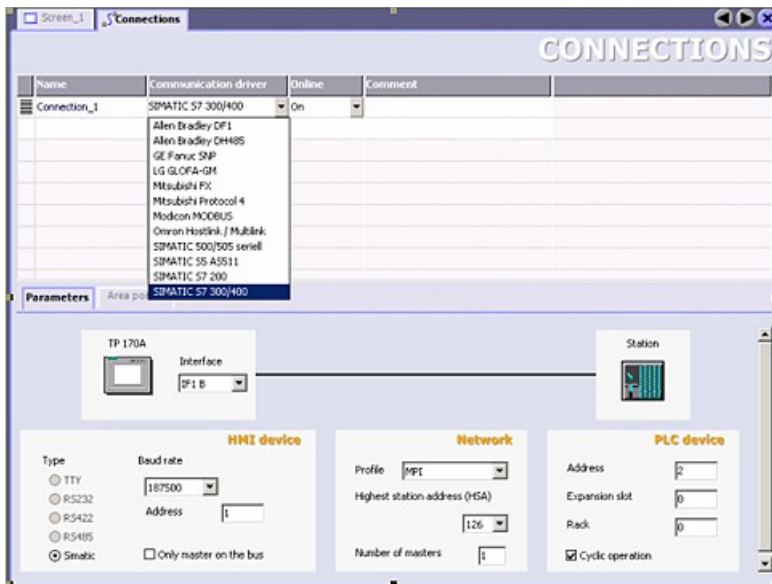 Screen_1
Connections
CONNECTIONS
Name Communication driver Online Comment
Connection_1 SIMATIC S7 300/400 On
Allen Bradley DF1
Allen Bradley DH485
GE Fanuc SNP
LG GLOFA-GM
Mitsubishi FX
Mitsubishi Protocol 4
Modicon MODBUS
Omron Hostlink / Multilink
SIMATIC 500/505 seriell
SIMATIC S5 AS511
SIMATIC S7 200
SIMATIC S7 300/400
Parameters Area po
TP 170A
Interface
IF1 B
Station
HMI device
Type
TTY
RS232
RS422
RS485
Simatic
Baud rate
187500
Address 1
Only master on the bus
Network
Profile MPI
Highest station address (HSA)
126
Number of masters 1
PLC device
Address 2
Expansion slot 0
Rack 0
Cyclic operation